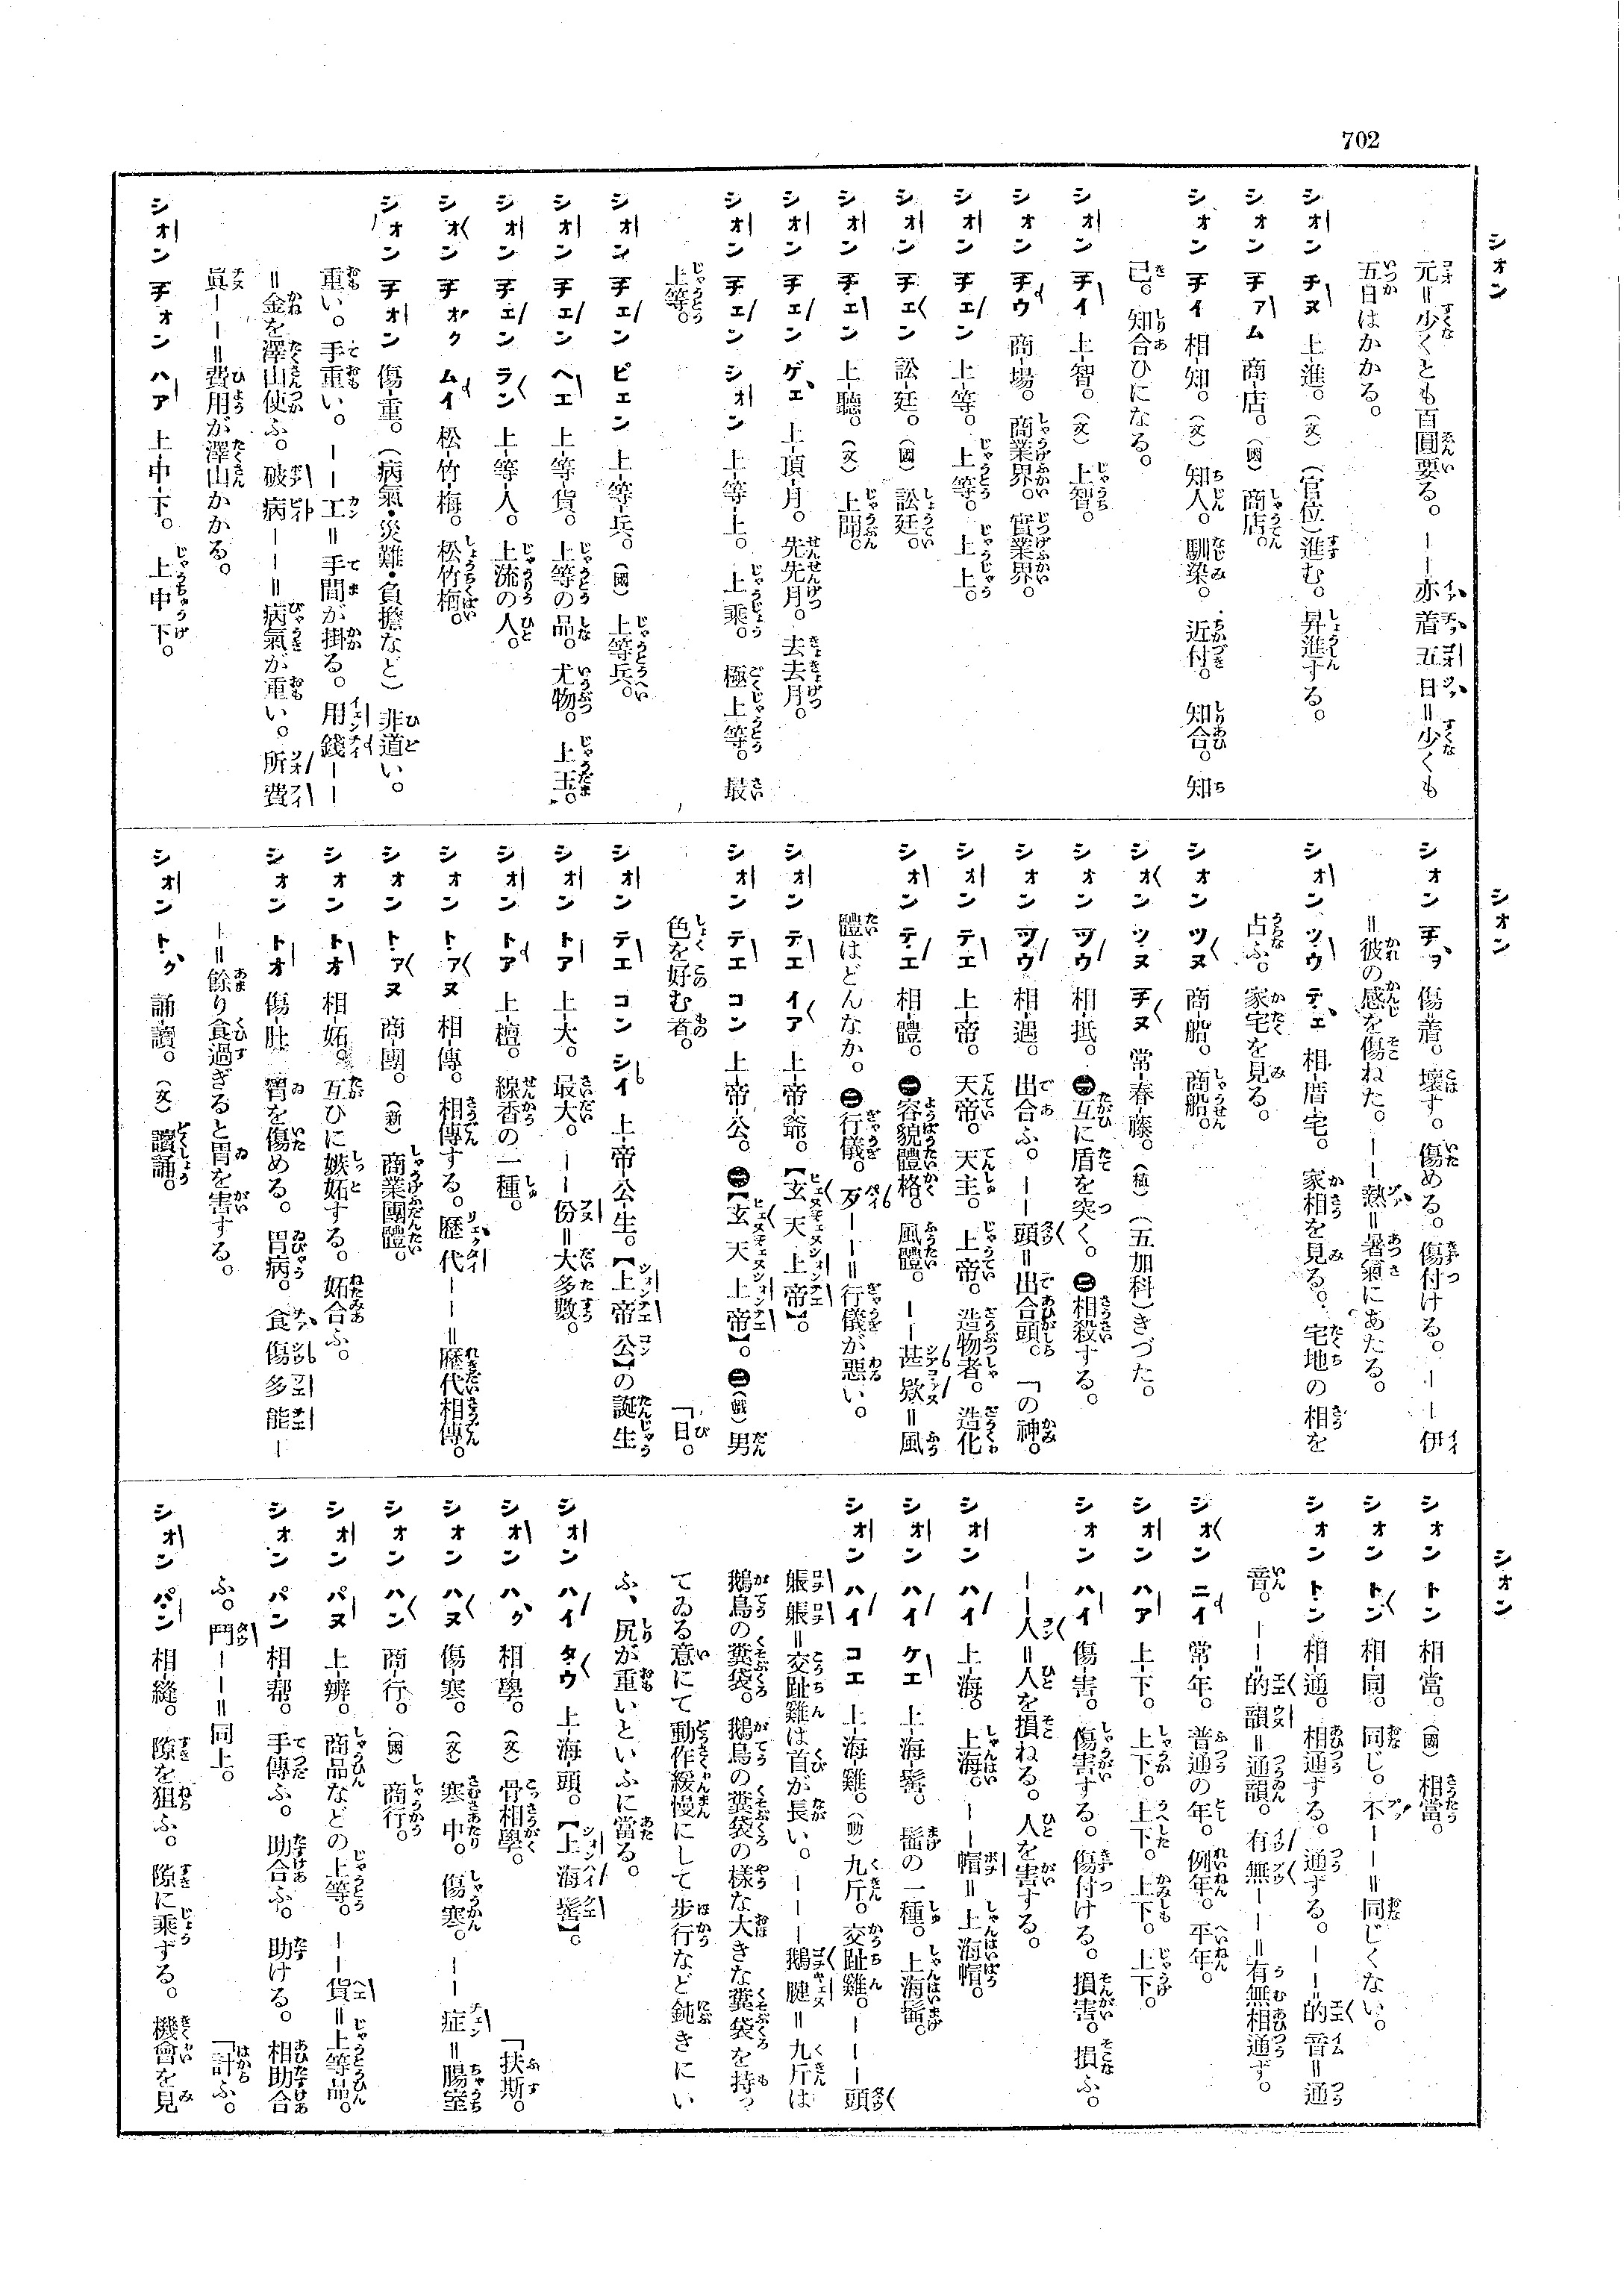 702
シオン
元=少くとも百圓要る。――亦着五日=少くも
五日はかかる。
シオン チヌ 上-進。(文)(官位)進む。昇進する。
シオン チアム 商-店。(國) 商店。
シオン チイ 相-知。(文) 知人。馴染。近付。知合。知
己。知合ひになる。
シオン チイ 上-智。(文) 上智。
シオン チウ 商-場。商業界。實業界。
シオン チエン 上-等。上等。上上。
シオン チエン 訟-廷。(國) 訟廷。
シオン チエン 上-聽。(文) 上聞。
シオン チエン ゲエ 上-頂-月。先先月。去去月。
シオン チエン シオン 上-等-上。上乘。極上等。最
上等。
シオン チエン ピエン 上-等-兵。(國) 上等兵。
シオン チエン ヘエ 上-等-貨。上等の品。尤物。上玉。
シオン チエン ラン 上-等-人。上流の人。
シオン チオク ムイ 松-竹-梅。松竹梅。
シオン チオン 傷-重。(病氣・災難・負擔など)非道い。
重い。手重い。――工=手間が掛る。用錢――
=金を澤山使ふ。破病――=病氣が重い。所費
眞――=費用が澤山かかる。
シオン チオン ハア 上-中-下。上中下。
シオン
シオン チヲ 傷-着。壞す。傷める。傷付ける。――伊
=彼の感を傷ねた。――熱=暑氣にあたる。
シオン ツウ テエ 相-厝-宅。家相を見る。宅地の相を
占ふ。家宅を見る。
シオン ツヌ 商-船。商船。
シオン ツヌ チヌ 常-春-藤。(植)(五加科)きづた。
シオン ツウ 相-抵。㊀互に盾を突く。㊁相殺する。
シオン ツウ 相-遇。出合ふ。――頭=出合頭。「の神。
シオン テエ 上-帝。天帝。天主。上帝。造物者。造化
シオン テエ 相-體。㊀容貌體格。風體。――甚款=風
體はどんなか。㊁行儀。歹――=行儀が惡い。
シオン テエ イア 上-帝-爺。【玄天上帝】。
シオン テエ コン 上-帝-公。㊀【玄天上帝】。㊁(戲)男
色を好む者。「日。
シオン テエ コン シイ 上-帝-公-生。【上帝公】の誕生
シオン トア 上-大。最大。――份=大多數。
シオン トア 上-檀。線香の一種。
シオン トアヌ 相-傳。相傳する。歷代――=歷代相傳。
シオン トアヌ 商-團。(新) 商業團體。
シオン トオ 相-妬。互ひに嫉妬する。妬合ふ。
シオン トオ 傷-肚。胃を傷める。胃病。食傷多能―
―=餘り食過ぎると胃を害する。
シオン トク 誦-讀。(文) 讀誦。
シオン
シオン トン 相-當。(國) 相當。
シオン トン 相-同。同じ。不――=同じくない。
シオン トン 相-通。相通ずる。通ずる。――的音=通
音。――的韻=通韻。有無――=有無相通ず。
シオン ニイ 常-年。普通の年。例年。平年。
シオン ハア 上-下。上下。上下。上下。上下。
シオン ハイ 傷-害。傷害する。傷付ける。損害。損ふ。
――人=人を損ねる。人を害する。
シオン ハイ 上-海。上海。――帽=上海帽。
シオン ハイ ケエ 上-海-髻。髷の一種。上海髷。
シオン ハイ コエ 上-海-雞。(動)九斤。交趾雞。――頭
賬賬=交趾雞は首が長い。――鵝腱=九斤は
鵝鳥の糞袋。鵝鳥の糞袋の樣な大きな糞袋を持つ
てゐる意にて動作緩慢にして步行など鈍きにい
ふ、尻が重いといふに當る。
シオン ハイ タウ 上-海-頭。【上海髻】。
シオン ハク 相-學。(文) 骨相學。「扶斯。
シオン ハヌ 傷-寒。(文) 寒中。傷寒。――症=腸窒
シオン ハン 商-行。(國) 商行。
シオン パヌ 上-辨。商品などの上等。――貨=上等品。
シオン パン 相-帮。手傳ふ。助合ふ。助ける。相助合
ふ。門――=同上。「計ふ。
シオン パン 相-縫。隙を狙ふ。隙に乘ずる。機會を見